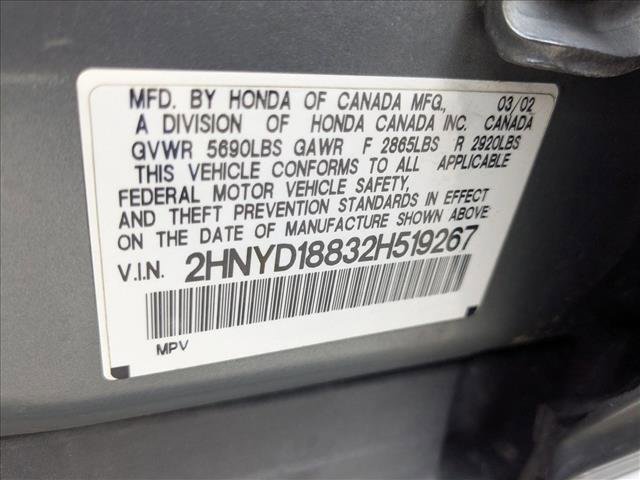 MFD. BY HONDA OF CANADA MFG., 03/02
A DIVISION OF HONDA CANADA INC. CANADA
GVWR 5690LBS GAWR F 2865LBS R 2920LBS
THIS VEHICLE CONFORMS TO ALL APPLICABLE
FEDERAL MOTOR VEHICLE SAFETY,
AND THEFT PREVENTION STANDARDS IN EFFECT
ON THE DATE OF MANUFACTURE SHOWN ABOVE
V.I.N. 2HNYD18832H519267
MPV